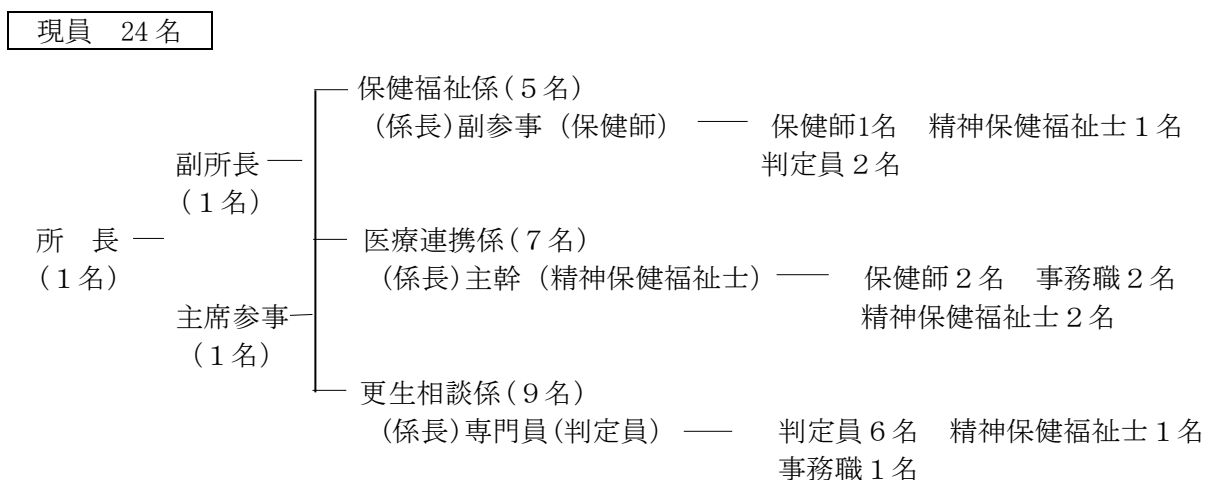 現員　24名
保健福祉係(５名)
(係長)副参事（保健師）　保健師1名　精神保健福祉士１名
副所長
判定員２名
(１名)
所　長
医療連携係(７名)
(１名)
(係長)主幹（精神保健福祉士）　保健師２名　事務職２名
主席参事
精神保健福祉士２名
(１名)
更生相談係(９名)
(係長)専門員(判定員)　判定員６名　精神保健福祉士１名
事務職１名